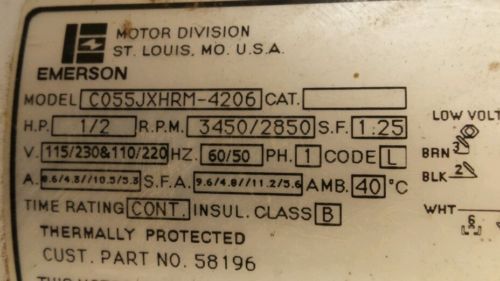 MOTOR DIVISION
ST. LOUIS, MO. U.S.A.
EMERSON
MODEL C055JXHRM-4206 CAT.
H.P. 1/2 R.P.M. 3450/2850 S.F. 1.25
V. 115/230&110/220 HZ. 60/50 PH. 1 CODE L
A. 8.6/4.3//10.5/5.3 S.F.A. 9.6/4.8//11.2/5.6 AMB. 40 °C
TIME RATING CONT. INSUL. CLASS B
THERMALLY PROTECTED
CUST. PART NO. 58196
LOW VOLT
BRN 3
BLK 2
WHT 6